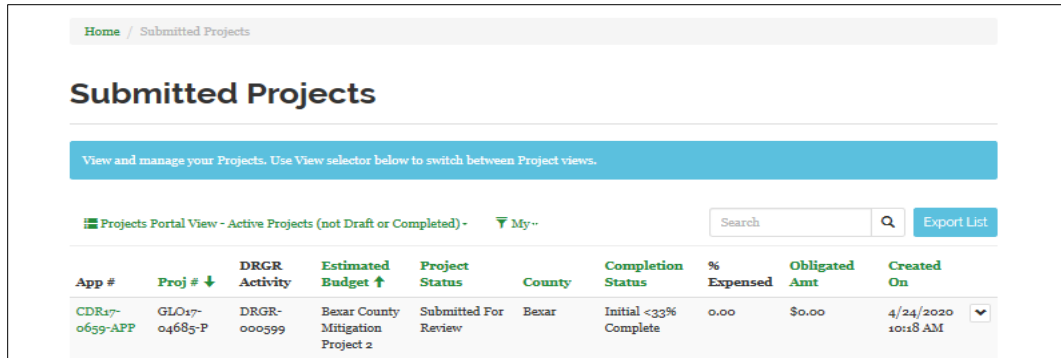 Home / Submitted Projects
Submitted Projects
View and manage your Projects. Use View selector below to switch between Project views.
Projects Portal View - Active Projects (not Draft or Completed) My Search Export List
App # Proj # DRGR Activity Estimated Budget Project Status County Completion Status % Expensed Obligated Amt Created On
CDR17-0659-APP GLO17-04685-P DRGR-000599 Bexar County Mitigation Project 2 Submitted For Review Bexar Initial <33% Complete 0.00 $0.00 4/24/2020 10:18 AM